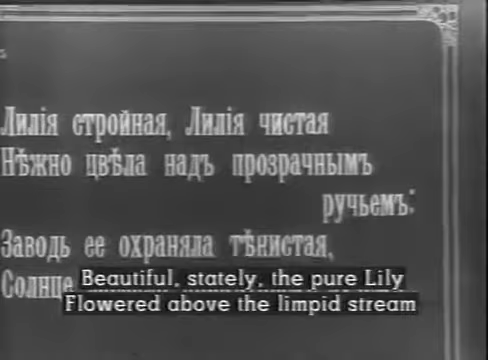 Лилія стройная, Лилія чистая
Нѣжно цвѣла надъ прозрачнымъ
ручьемъ:
Заводь ее охраняла тѣнистая,
Солнце
Beautiful, stately, the pure Lily
Flowered above the limpid stream